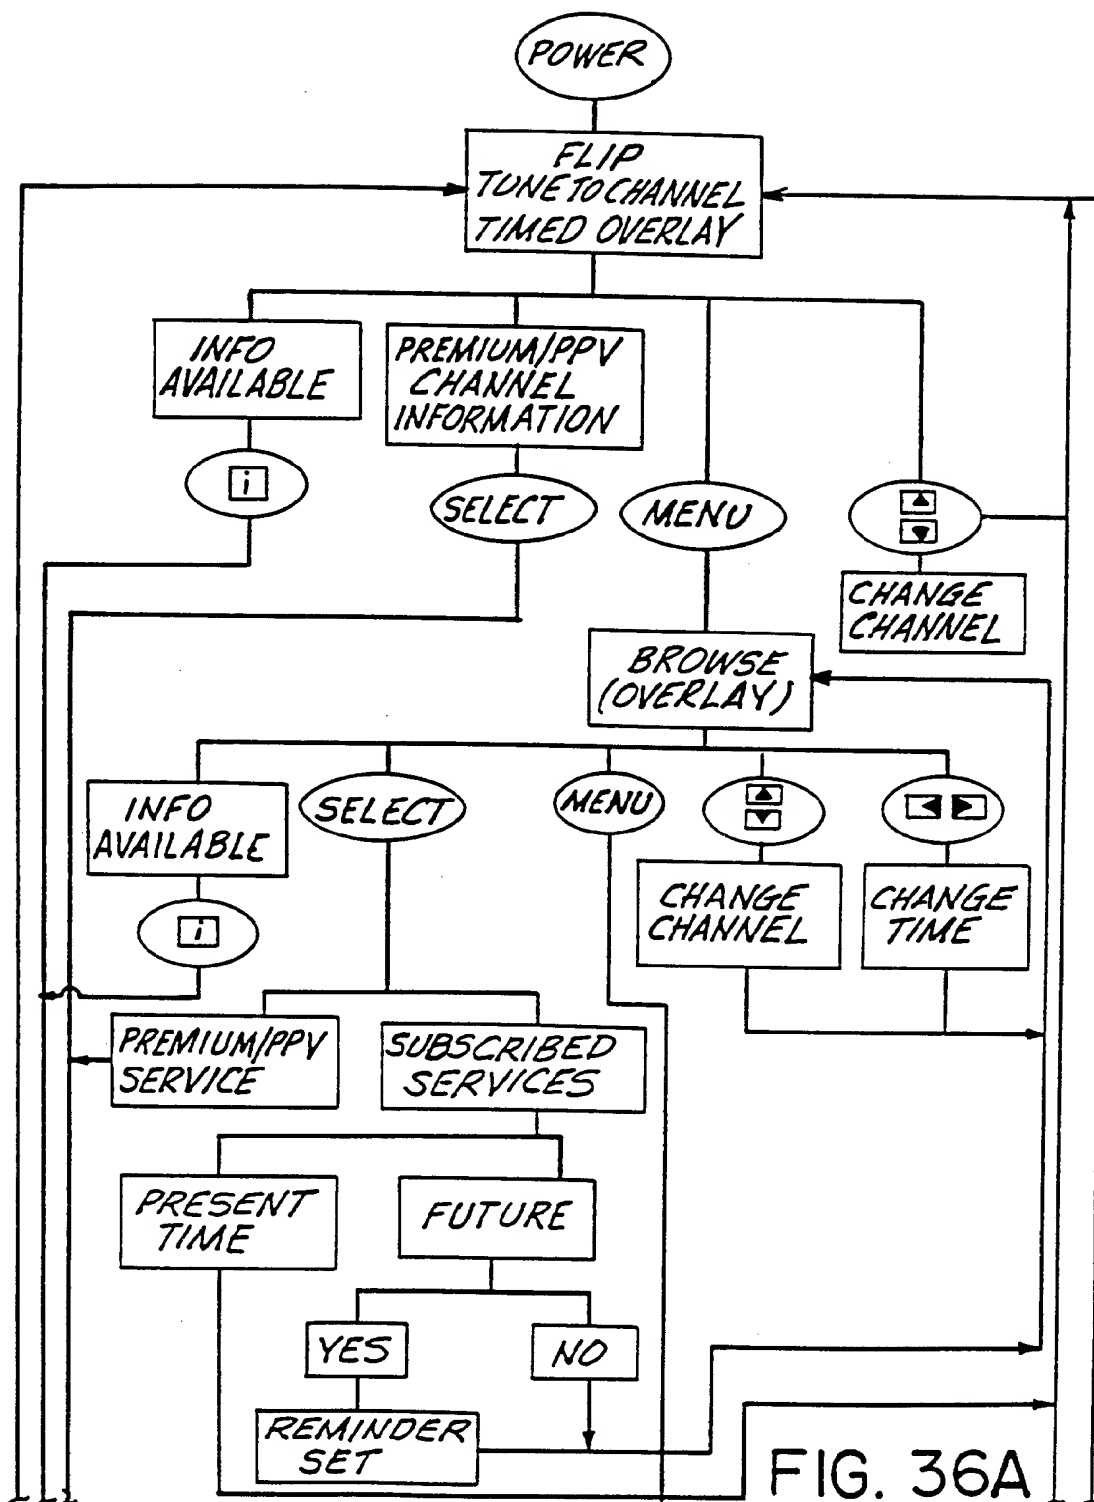 POWER
FLIP
TUNE TO CHANNEL
TIMED OVERLAY
INFO
AVAILABLE
PREMIUM/PPV
CHANNEL
INFORMATION
i
SELECT
MENU
CHANGE
CHANNEL
BROWSE
(OVERLAY)
INFO
AVAILABLE
SELECT
MENU
CHANGE
CHANNEL
CHANGE
TIME
i
PREMIUM/PPV
SERVICE
SUBSCRIBED
SERVICES
PRESENT
TIME
FUTURE
YES
NO
REMINDER
SET
FIG. 36A